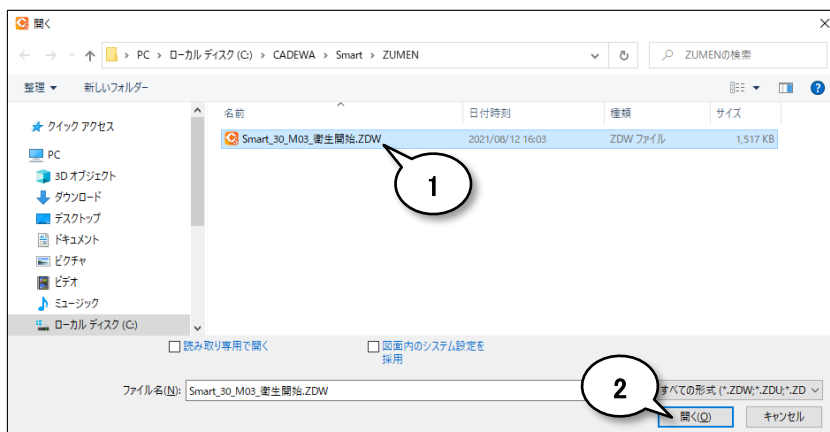 開く
PC > ローカル ディスク (C:) > CADEWA > Smart > ZUMEN
ZUMENの検索
整理 新しいフォルダー
名前 日付時刻 種類 サイズ
Smart_30_M03_衛生開始.ZDW 2021/08/12 16:03 ZDW ファイル 1,517 KB
クイック アクセス
PC
3D オブジェクト
ダウンロード
デスクトップ
ドキュメント
ピクチャ
ビデオ
ミュージック
ローカル ディスク (C:)
1
読み取り専用で開く
図面内のシステム設定を
採用
ファイル名(N): Smart_30_M03_衛生開始.ZDW
すべての形式 (*.ZDW;*.ZDU;*.ZD
2
開く(O) キャンセル